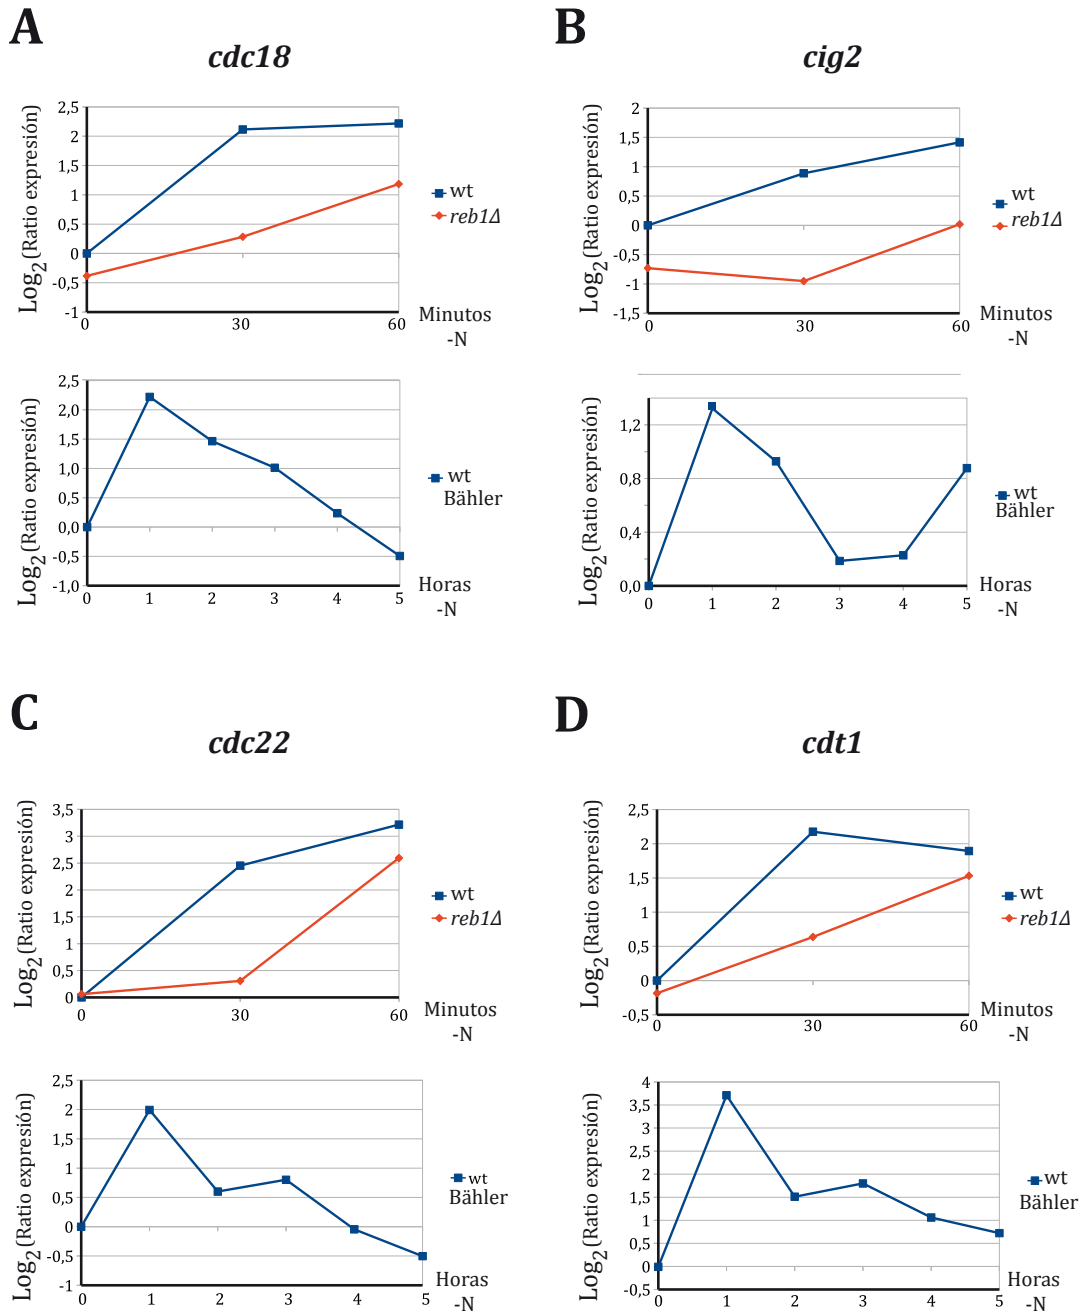 A
cdc18
Log2(Ratio expresión)
2,5
2
1,5
1
0,5
0
-0,5
-1
0
30
60
Minutos
-N
wt
reb1Δ
Log2(Ratio expresión)
2,5
2,0
1,5
1,0
0,5
0,0
-0,5
-1,0
0
1
2
3
4
5
Horas
-N
wt
Bähler
B
cig2
Log2(Ratio expresión)
2
1,5
1
0,5
0
-0,5
-1
-1,5
0
30
60
Minutos
-N
wt
reb1Δ
Log2(Ratio expresión)
1,2
0,8
0,4
0,0
0
1
2
3
4
5
Horas
-N
wt
Bähler
C
cdc22
Log2(Ratio expresión)
3,5
3
2,5
2
1,5
1
0,5
0
0
30
60
Minutos
-N
wt
reb1Δ
Log2(Ratio expresión)
2,5
2
1,5
1
0,5
0
-0,5
-1
0
1
2
3
4
5
Horas
-N
wt
Bähler
D
cdt1
Log2(Ratio expresión)
2,5
2
1,5
1
0,5
0
-0,5
0
30
60
Minutos
-N
wt
reb1Δ
Log2(Ratio expresión)
4
3,5
3
2,5
2
1,5
1
0,5
0
-0,5
0
1
2
3
4
5
Horas
-N
wt
Bähler